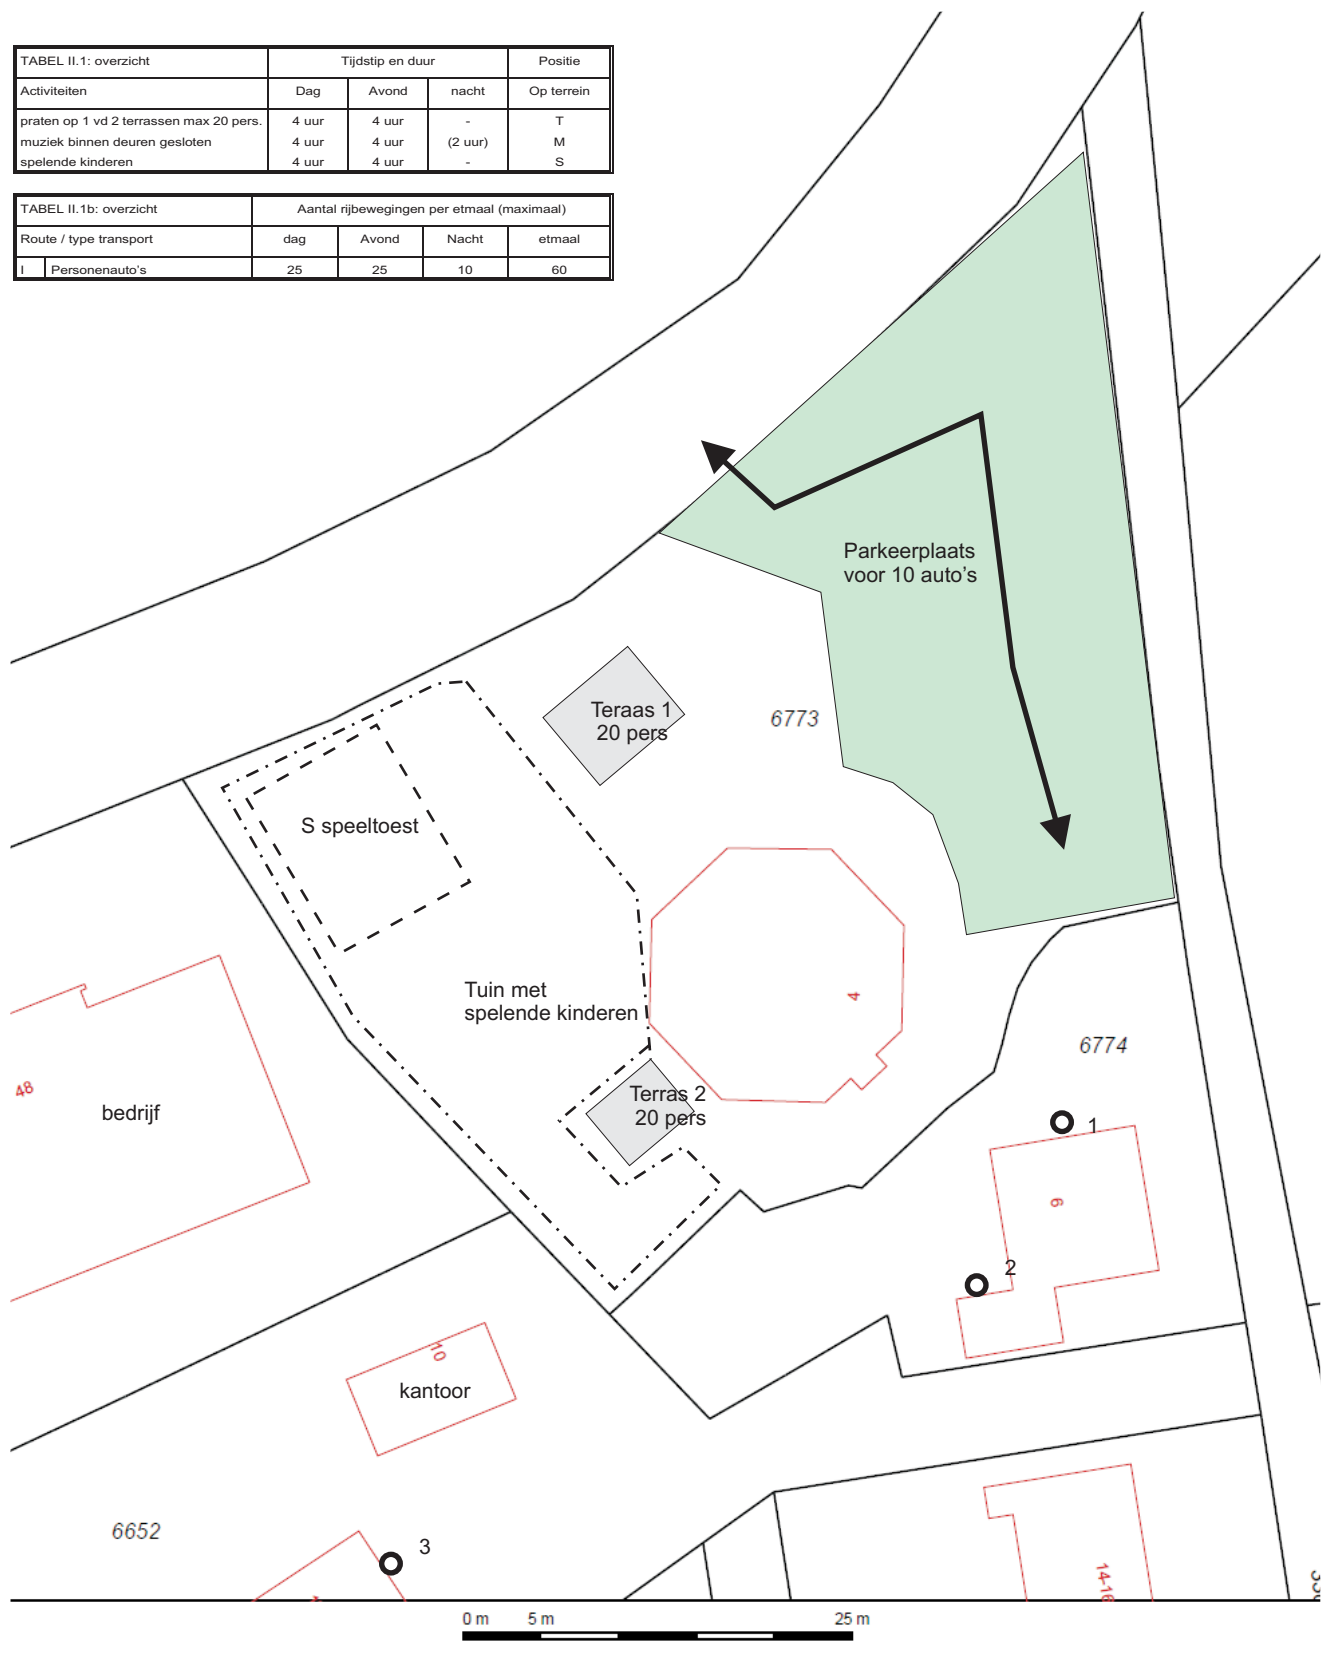 TABEL II.1: overzicht Tijdstip en duur Positie
Activiteiten Dag Avond nacht Op terrein
praten op 1 vd 2 terrassen max 20 pers. 4 uur 4 uur - T
muziek binnen deuren gesloten 4 uur 4 uur (2 uur) M
spelende kinderen 4 uur 4 uur - S
TABEL II.1b: overzicht Aantal rijbewegingen per etmaal (maximaal)
Route / type transport dag Avond Nacht etmaal
I Personenauto's 25 25 10 60
Parkeerplaats
voor 10 auto's
Teraas 1
20 pers
6773
S speeltoest
Tuin met
spelende kinderen
4
6774
Terras 2
20 pers
48
bedrijf
1
6
2
10
kantoor
6652
3
14-16
0 m 5 m 25 m